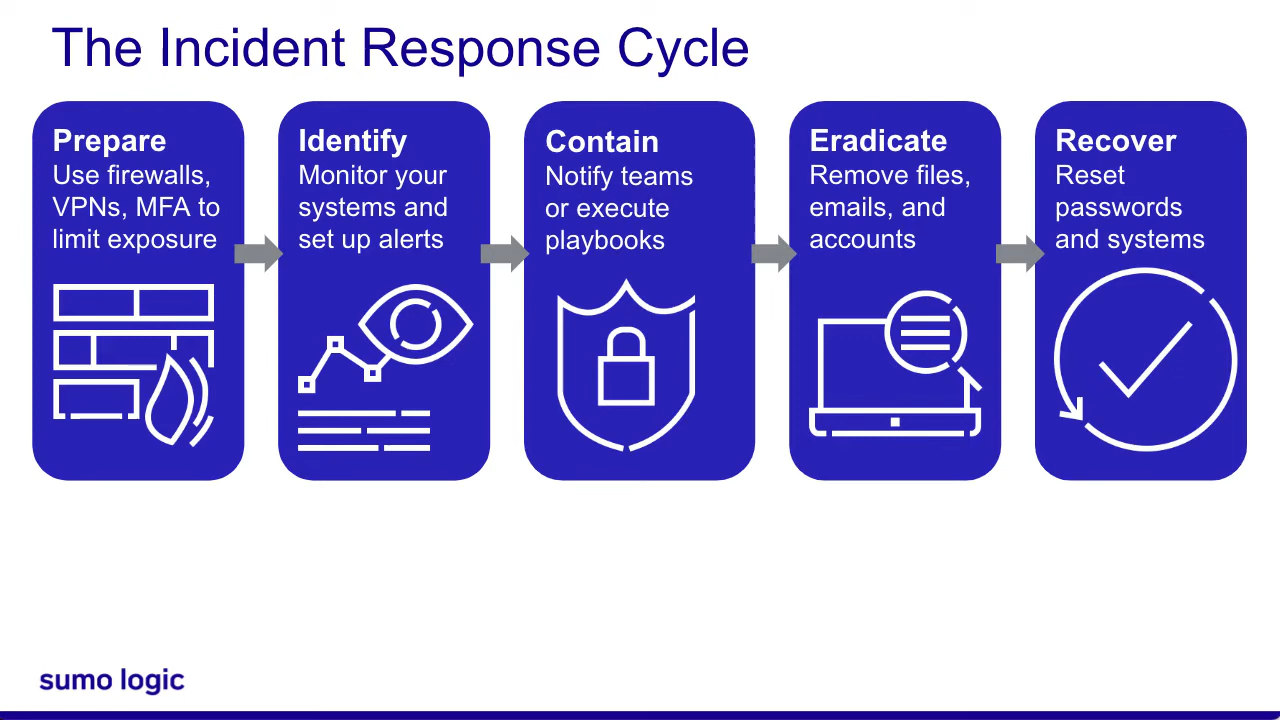 The Incident Response Cycle
Prepare
Use firewalls,
VPNs, MFA to
limit exposure
Identify
Monitor your
systems and
set up alerts
Contain
Notify teams
or execute
playbooks
Eradicate
Remove files,
emails, and
accounts
Recover
Reset
passwords
and systems
sumo logic